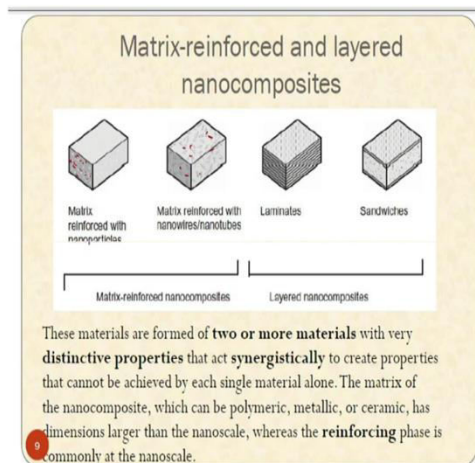 Matrix-reinforced and layered
nanocomposites
Matrix
reinforced with
nanoparticles
Matrix reinforced with
nanowires/nanotubes
Laminates
Sandwiches
Matrix-reinforced nanocomposites
Layered nanocomposites
These materials are formed of two or more materials with very
distinctive properties that act synergistically to create properties
that cannot be achieved by each single material alone. The matrix of
the nanocomposite, which can be polymeric, metallic, or ceramic, has
dimensions larger than the nanoscale, whereas the reinforcing phase is
commonly at the nanoscale.
9